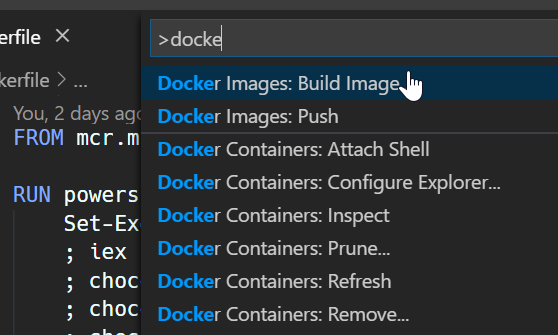 erfile
>docke
kerfile > ...
Docker Images: Build Image
You, 2 days ago
Docker Images: Push
FROM mcr.m
Docker Containers: Attach Shell
Docker Containers: Configure Explorer...
RUN powers
Docker Containers: Inspect
Set-Exe
Docker Containers: Prune...
; iex
Docker Containers: Refresh
; choc
Docker Containers: Remove...
; choc